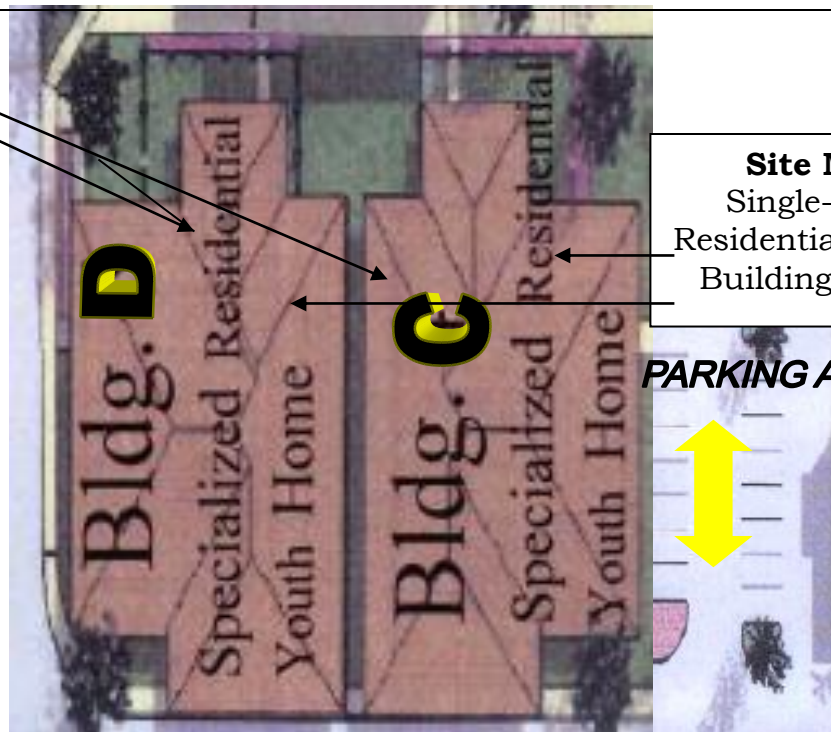 Bldg. D
Specialized Residential
Youth Home
Bldg. C
Specialized Residential
Youth Home
Site
Single-
Residentia
Building
PARKING A